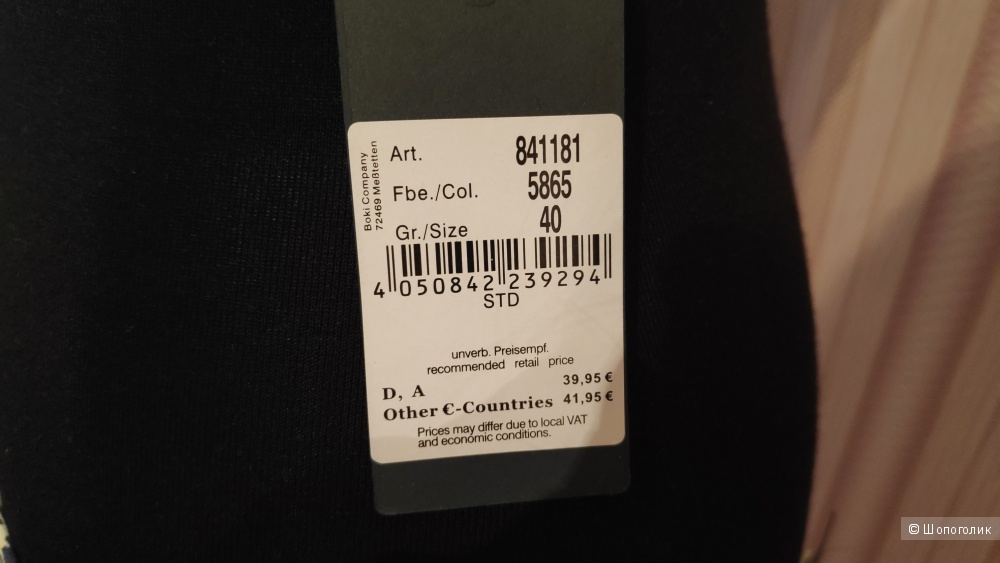 Boki Company
72469 Meßtetten
Art. 841181
Fbe./Col. 5865
Gr./Size 40
4 050842 239294
STD
unverb. Preisempf.
recommended retail price
D, A 39,95 €
Other €-Countries 41,95 €
Prices may differ due to local VAT
and economic conditions.
© Шопоголик